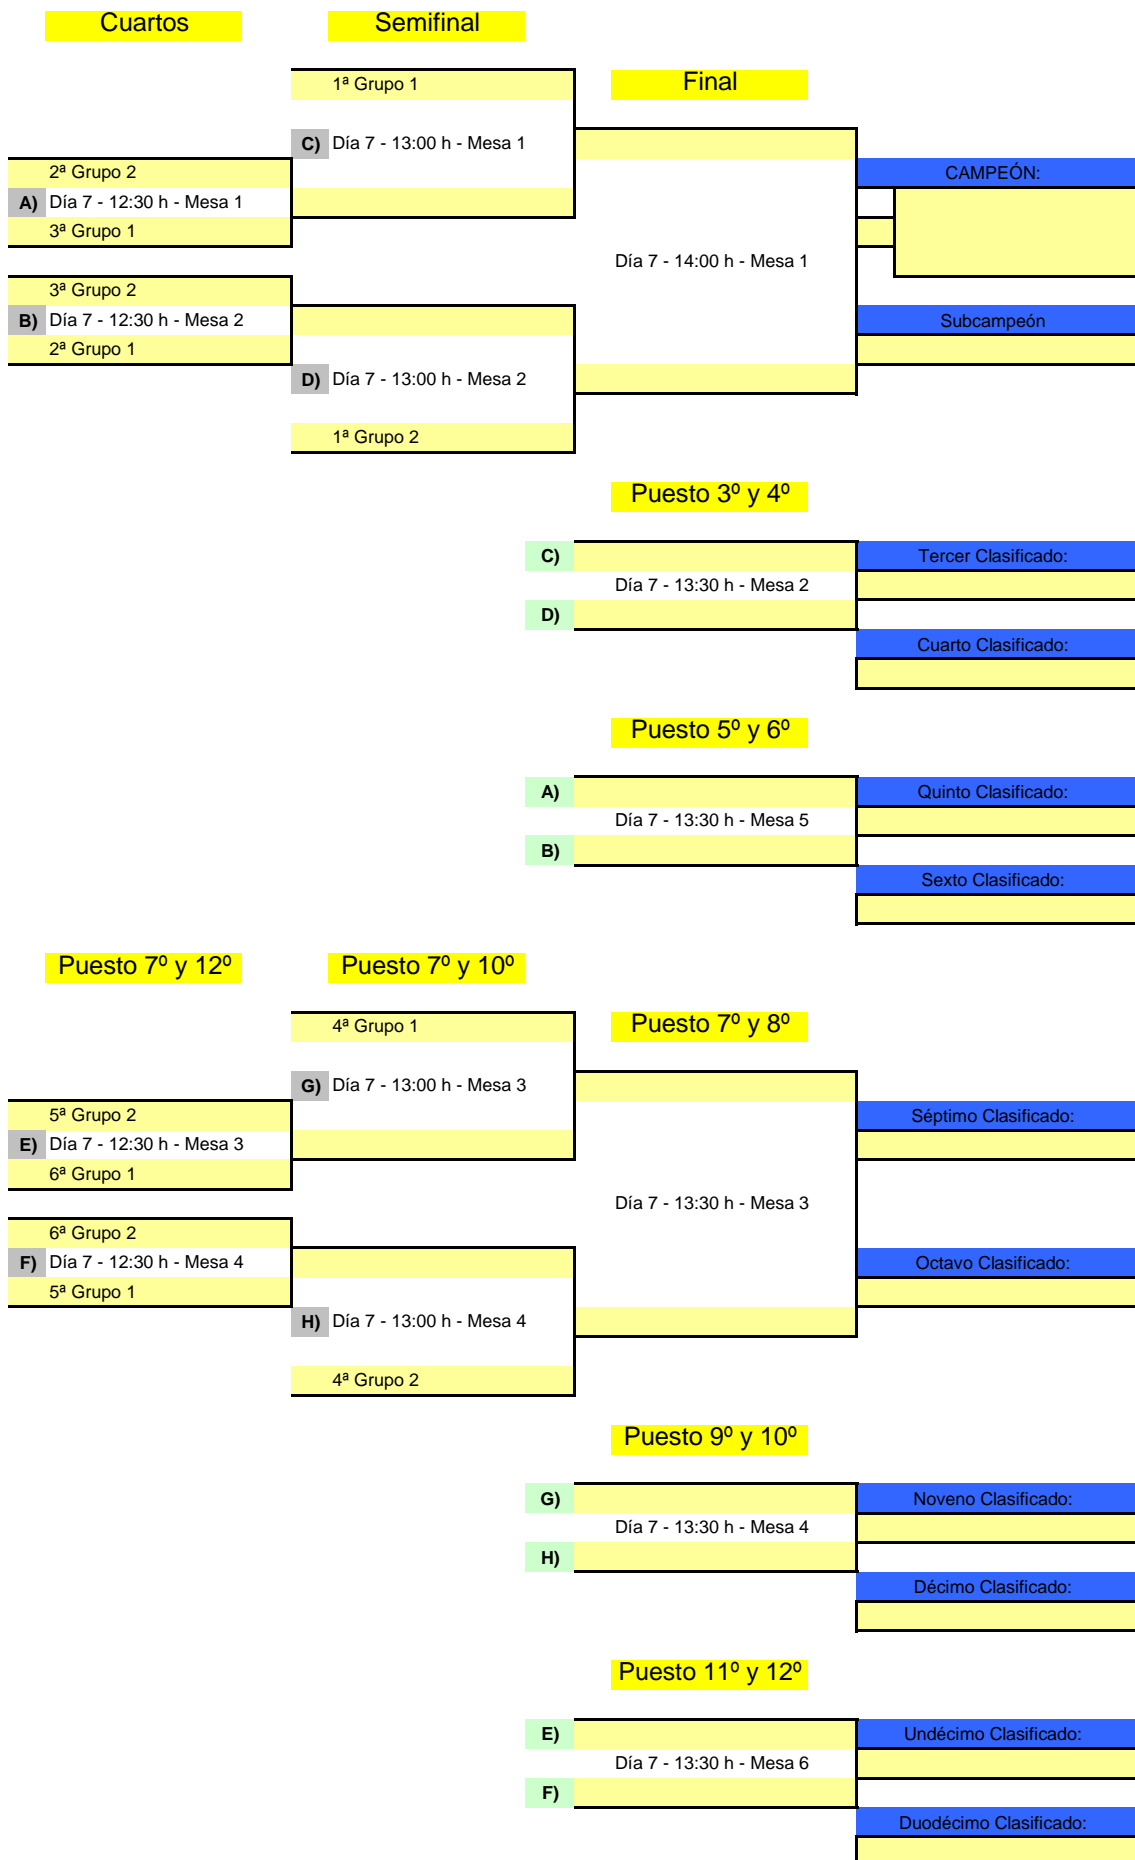 Cuartos
Semifinal
1ª Grupo 1
Final
C) Día 7 - 13:00 h - Mesa 1
2ª Grupo 2
CAMPEÓN:
A) Día 7 - 12:30 h - Mesa 1
3ª Grupo 1
Día 7 - 14:00 h - Mesa 1
3ª Grupo 2
B) Día 7 - 12:30 h - Mesa 2
Subcampeón
2ª Grupo 1
D) Día 7 - 13:00 h - Mesa 2
1ª Grupo 2
Puesto 3º y 4º
C)
Tercer Clasificado:
Día 7 - 13:30 h - Mesa 2
D)
Cuarto Clasificado:
Puesto 5º y 6º
A)
Quinto Clasificado:
Día 7 - 13:30 h - Mesa 5
B)
Sexto Clasificado:
Puesto 7º y 12º
Puesto 7º y 10º
4ª Grupo 1
Puesto 7º y 8º
G) Día 7 - 13:00 h - Mesa 3
5ª Grupo 2
Séptimo Clasificado:
E) Día 7 - 12:30 h - Mesa 3
6ª Grupo 1
Día 7 - 13:30 h - Mesa 3
6ª Grupo 2
F) Día 7 - 12:30 h - Mesa 4
Octavo Clasificado:
5ª Grupo 1
H) Día 7 - 13:00 h - Mesa 4
4ª Grupo 2
Puesto 9º y 10º
G)
Noveno Clasificado:
Día 7 - 13:30 h - Mesa 4
H)
Décimo Clasificado:
Puesto 11º y 12º
E)
Undécimo Clasificado:
Día 7 - 13:30 h - Mesa 6
F)
Duodécimo Clasificado: